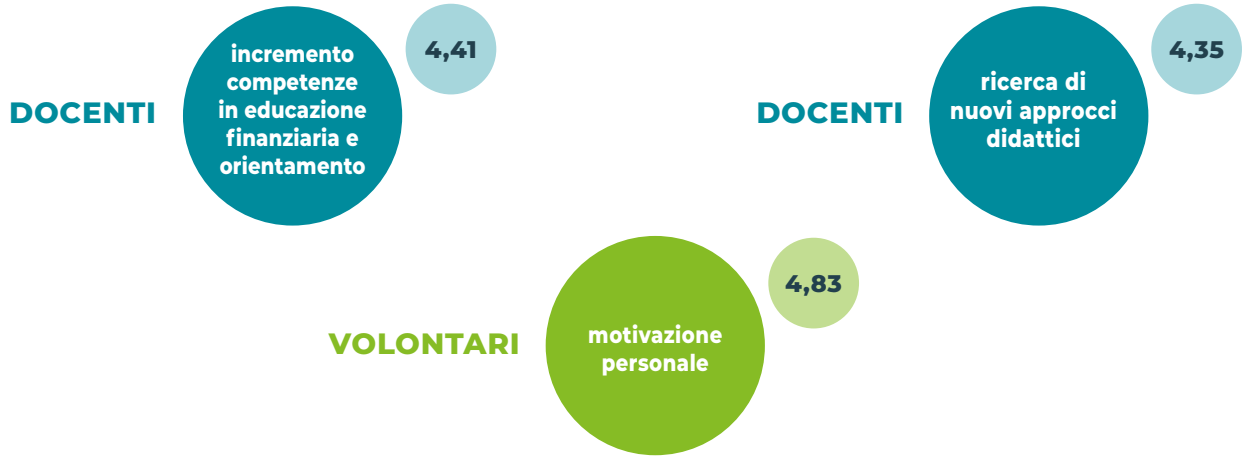 DOCENTI
incremento
competenze
in educazione
finanziaria e
orientamento
4,41
DOCENTI
ricerca di
nuovi approcci
didattici
4,35
VOLONTARI
motivazione
personale
4,83